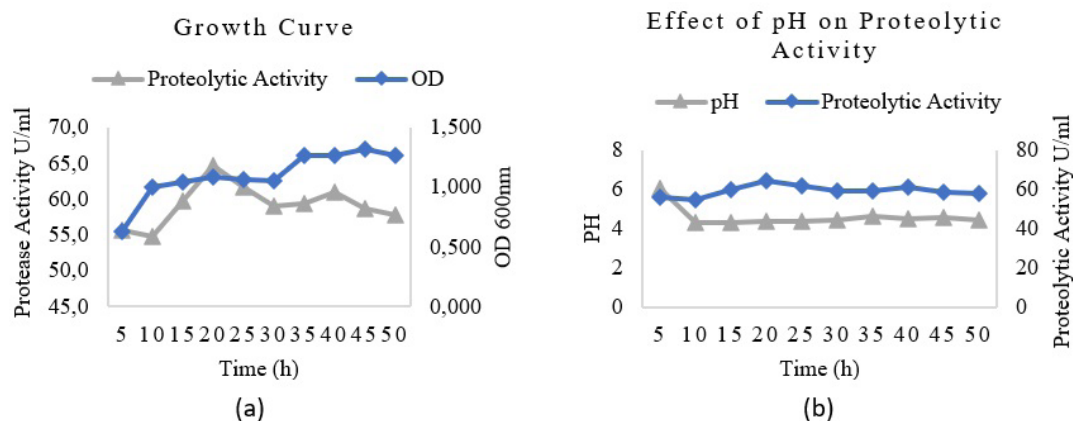 Growth Curve
Proteolytic Activity OD
Protease Activity U/ml
70,0
65,0
60,0
55,0
50,0
45,0
1,500
1,000
0,500
0,000
OD 600nm
5 10 15 20 25 30 35 40 45 50
Time (h)
(a)
Effect of pH on Proteolytic
Activity
pH Proteolytic Activity
PH
8
6
4
2
0
80
60
40
20
0
Proteolytic Activity U/ml
5 10 15 20 25 30 35 40 45 50
Time (h)
(b)